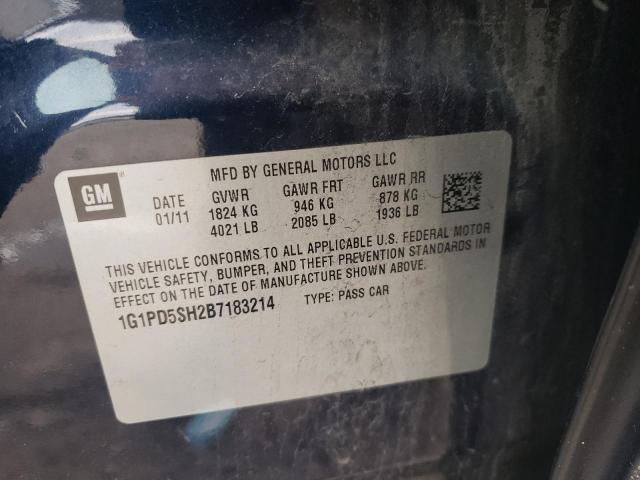 MFD BY GENERAL MOTORS LLC
GM
DATE GVWR GAWR FRT GAWR RR
01/11 1824 KG 946 KG 878 KG
4021 LB 2085 LB 1936 LB
THIS VEHICLE CONFORMS TO ALL APPLICABLE U.S. FEDERAL MOTOR
VEHICLE SAFETY, BUMPER, AND THEFT PREVENTION STANDARDS IN
EFFECT ON THE DATE OF MANUFACTURE SHOWN ABOVE.
1G1PD5SH2B7183214 TYPE: PASS CAR